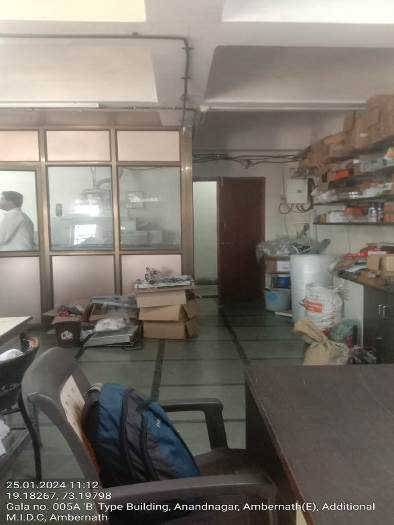 25.01.2024 11:12
19.18267, 73.19798
Gala no. 005A 'B' Type Building, Anandnagar, Ambernath(E), Additional
M.I.D.C, Ambernath